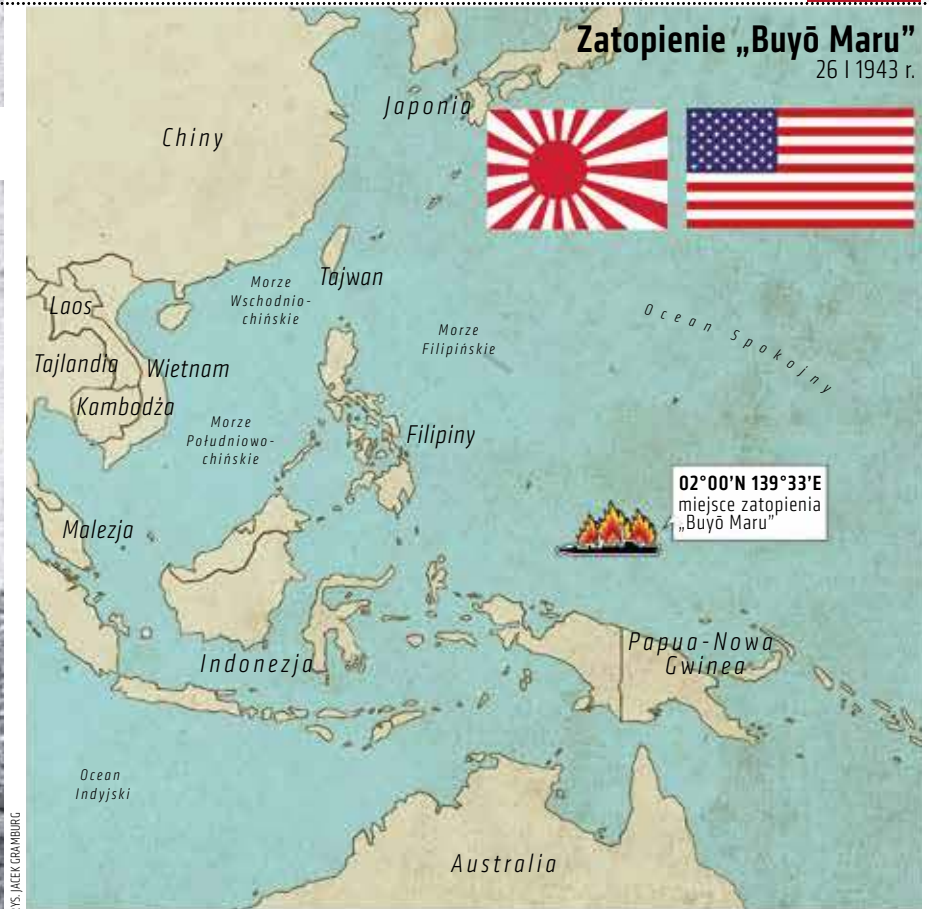 Zatopienie „Buyō Maru”
26 I 1943 r.
Japonia
Chiny
Tajwan
Morze
Wschodnio-
chińskie
Laos
Morze
Filipińskie
Ocean Spokojny
Tajlandia
Wietnam
Kambodża
Morze
Południowo-
chińskie
Filipiny
02°00'N 139°33'E
miejsce zatopienia
„Buyō Maru”
Malezja
Papua-Nowa
Gwinea
Indonezja
Ocean
Indyjski
Australia
RYS. JACEK GRAMBURG